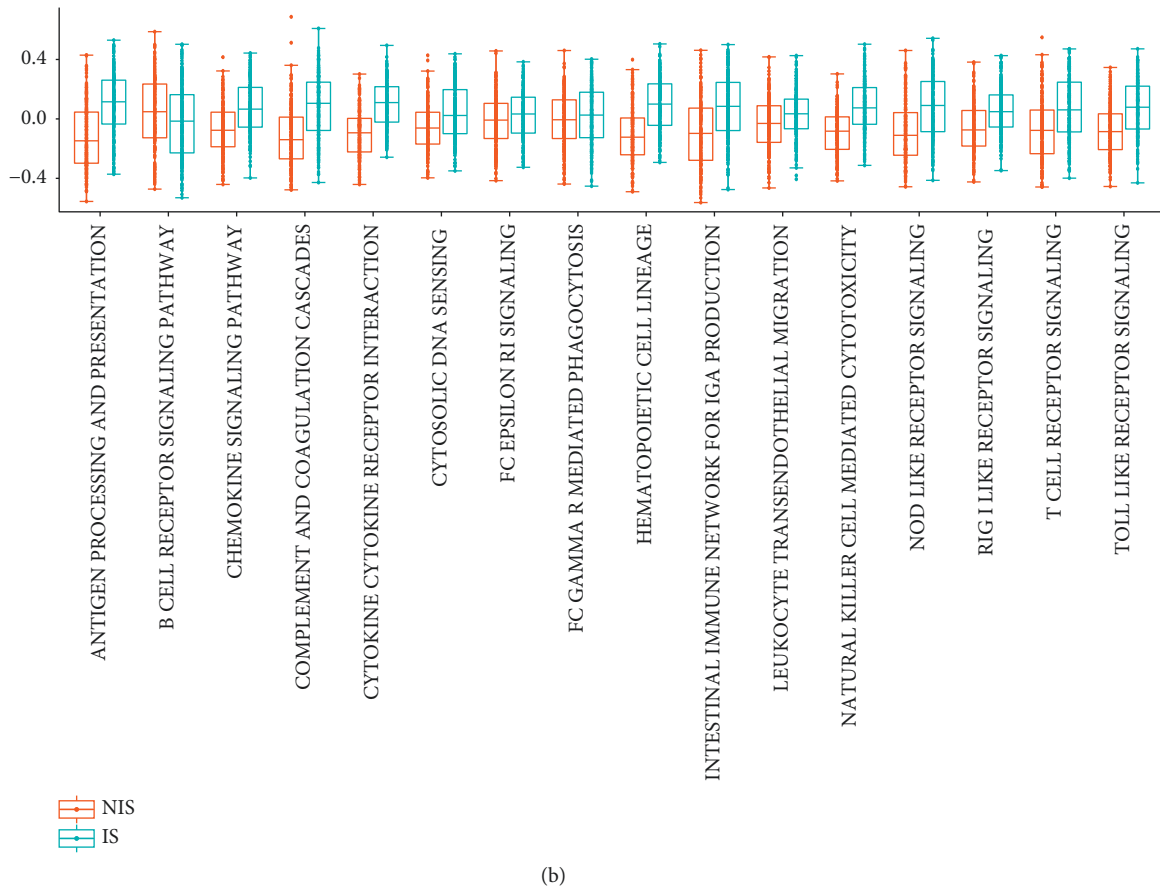 0.4
0.0
−0.4
ANTIGEN PROCESSING AND PRESENTATION
B CELL RECEPTOR SIGNALING PATHWAY
CHEMOKINE SIGNALING PATHWAY
COMPLEMENT AND COAGULATION CASCADES
CYTOKINE CYTOKINE RECEPTOR INTERACTION
CYTOSOLIC DNA SENSING
FC EPSILON RI SIGNALING
FC GAMMA R MEDIATED PHAGOCYTOSIS
HEMATOPOIETIC CELL LINEAGE
INTESTINAL IMMUNE NETWORK FOR IGA PRODUCTION
LEUKOCYTE TRANSENDOTHELIAL MIGRATION
NATURAL KILLER CELL MEDIATED CYTOTOXICITY
NOD LIKE RECEPTOR SIGNALING
RIG I LIKE RECEPTOR SIGNALING
T CELL RECEPTOR SIGNALING
TOLL LIKE RECEPTOR SIGNALING
NIS
IS
(b)